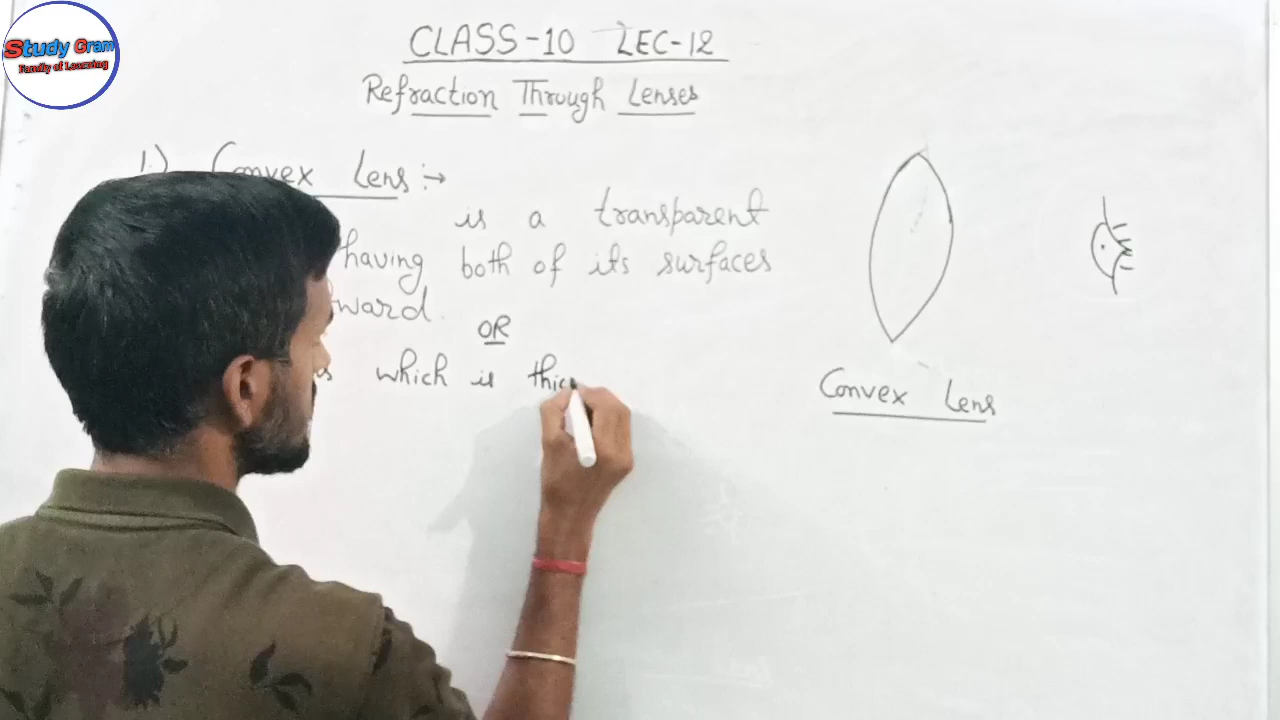 Study Gram
Family of Learning
CLASS-10 LEC-12
Refraction Through Lenses
1.) Convex Lens :→
is a transparent
having both of its surfaces
ward.
OR
which is thic
Convex Lens